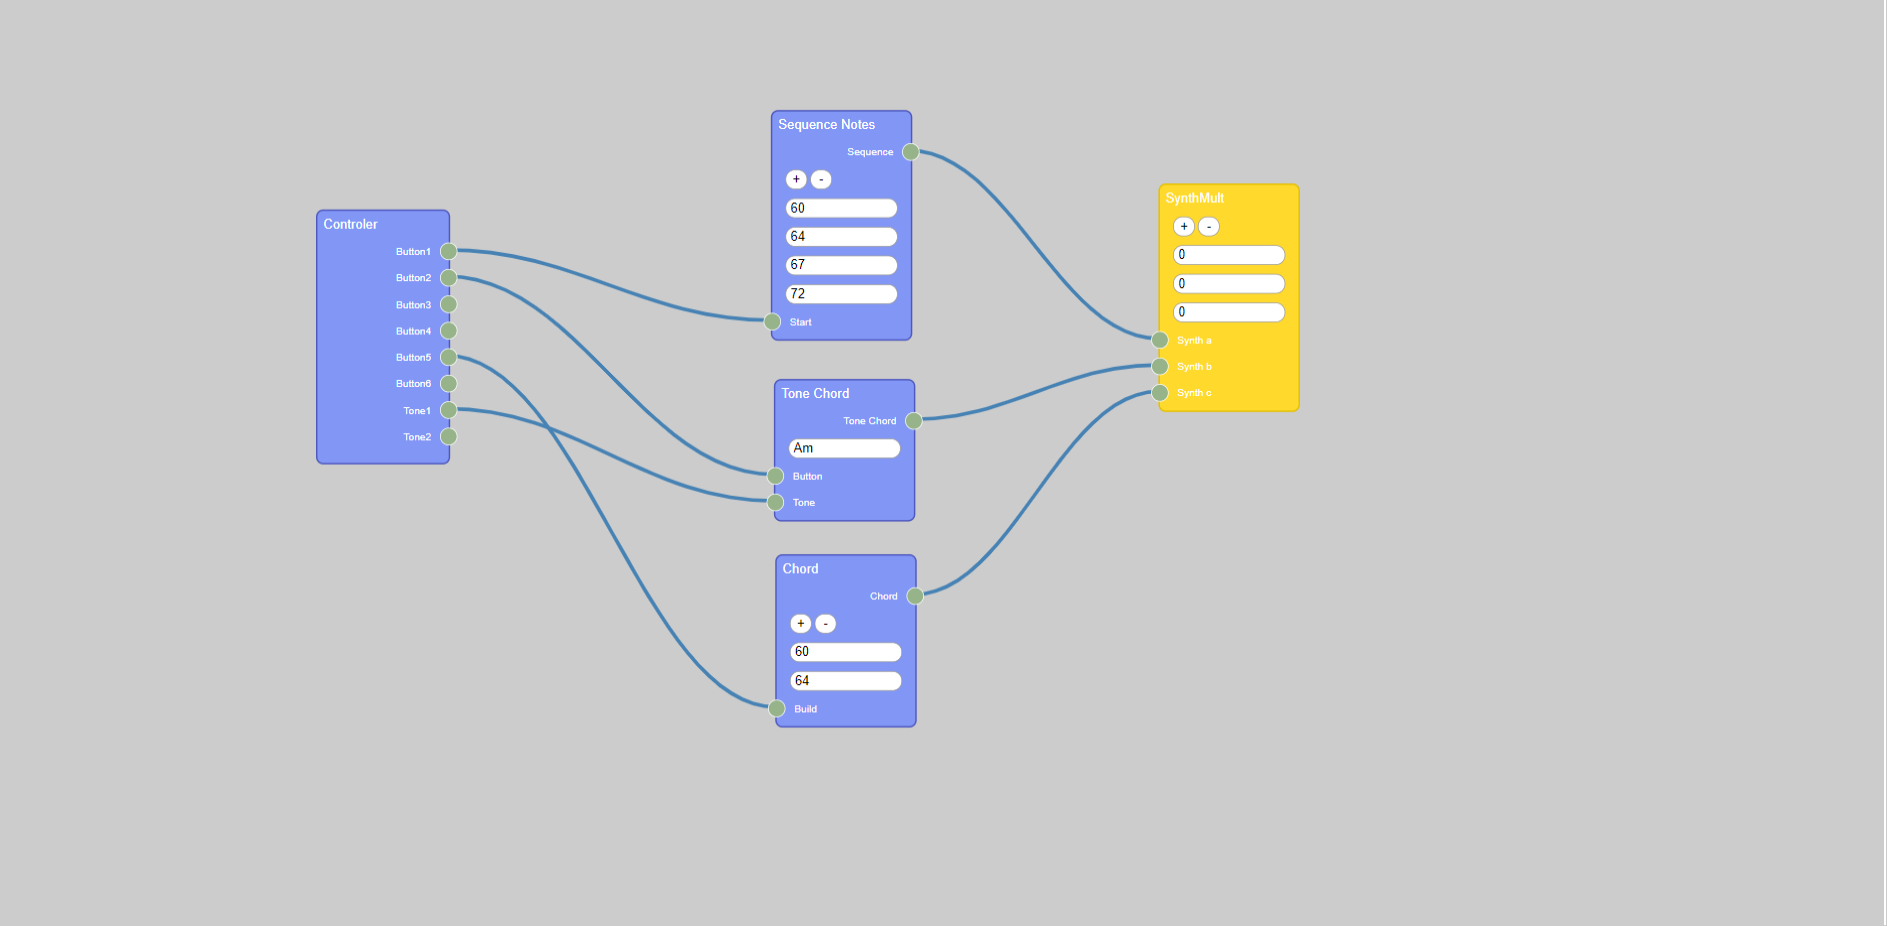 Controler
Button1
Button2
Button3
Button4
Button5
Button6
Tone1
Tone2
Sequence Notes
Sequence
+ -
60
64
67
72
Start
Tone Chord
Tone Chord
Am
Button
Tone
Chord
Chord
+ -
60
64
Build
SynthMult
+ -
0
0
0
Synth a
Synth b
Synth c